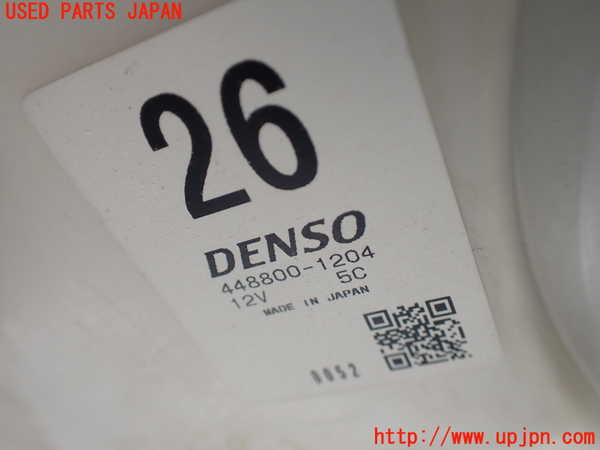 USED PARTS JAPAN
26
DENSO
448800-1204
12V 5C
MADE IN JAPAN
0052
http://www.upjpn.com